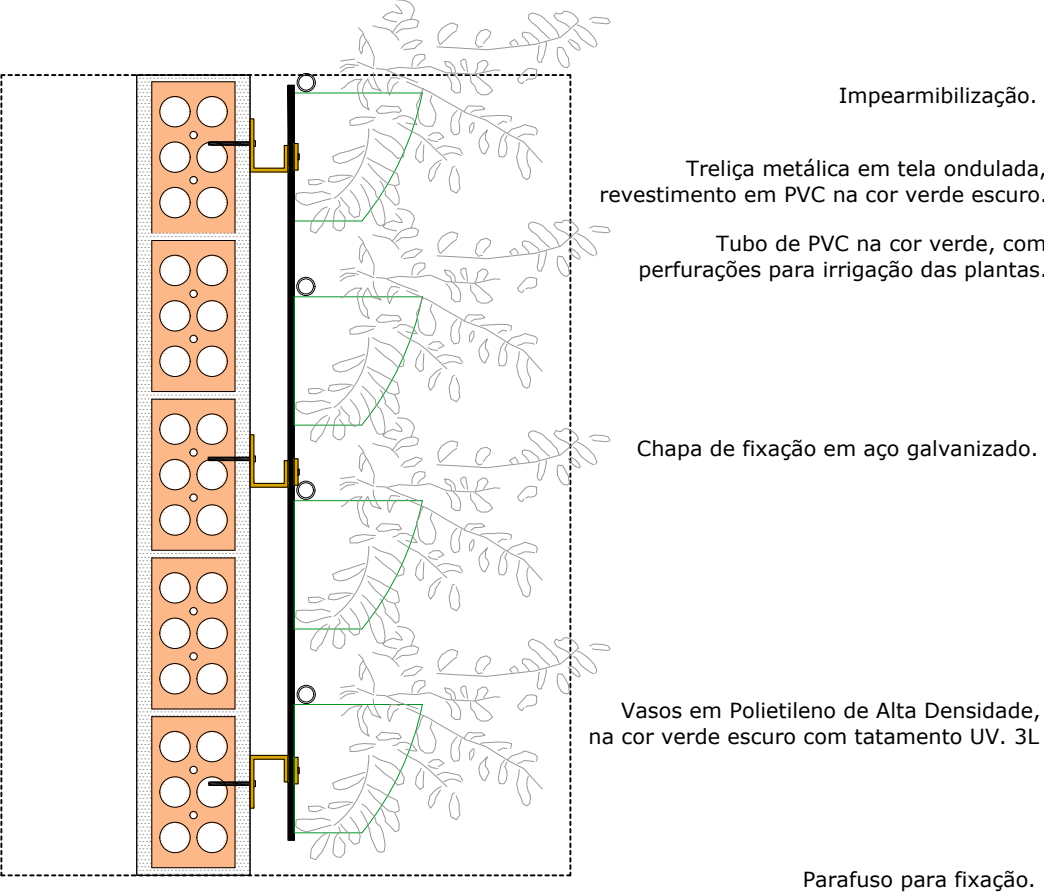 Impearmibilização.
Treliça metálica em tela ondulada,
revestimento em PVC na cor verde escuro.
Tubo de PVC na cor verde, com
perfurações para irrigação das plantas.
Chapa de fixação em aço galvanizado.
Vasos em Polietileno de Alta Densidade,
na cor verde escuro com tatamento UV. 3L
Parafuso para fixação.